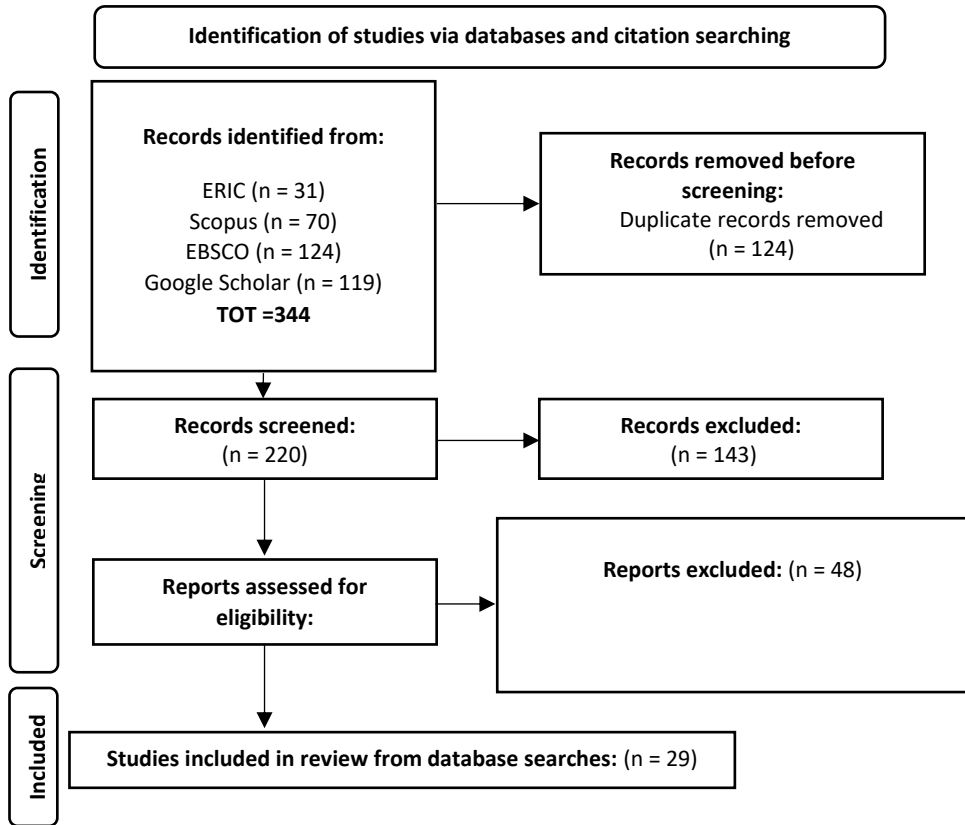 Identification of studies via databases and citation searching
Identification
Records identified from:
ERIC (n = 31)
Scopus (n = 70)
EBSCO (n = 124)
Google Scholar (n = 119)
TOT =344
Records removed before
screening:
Duplicate records removed
(n = 124)
Screening
Records screened:
(n = 220)
Records excluded:
(n = 143)
Reports assessed for
eligibility:
Reports excluded: (n = 48)
Included
Studies included in review from database searches: (n = 29)